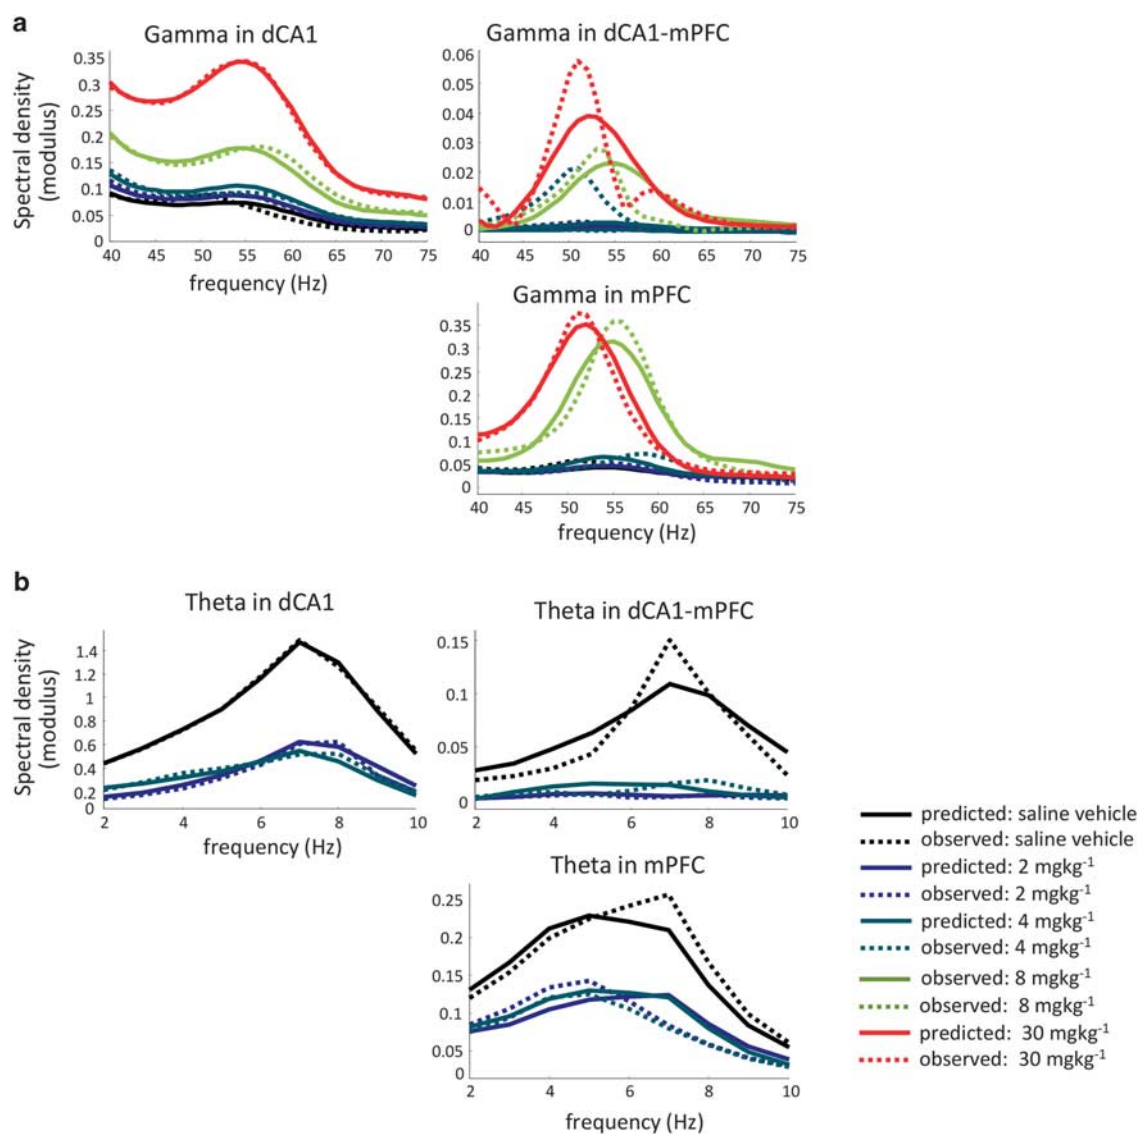 a
Gamma in dCA1
Spectral density
(modulus)
0.35
0.3
0.25
0.2
0.15
0.1
0.05
0
40 45 50 55 60 65 70 75
frequency (Hz)
Gamma in dCA1-mPFC
0.06
0.05
0.04
0.03
0.02
0.01
0
40 45 50 55 60 65 70 75
Gamma in mPFC
0.35
0.3
0.25
0.2
0.15
0.1
0.05
0
40 45 50 55 60 65 70 75
frequency (Hz)
b
Theta in dCA1
Spectral density
(modulus)
1.4
1.2
1
0.8
0.6
0.4
0.2
0
2 4 6 8 10
frequency (Hz)
Theta in dCA1-mPFC
0.15
0.1
0.05
0
2 4 6 8 10
Theta in mPFC
0.25
0.2
0.15
0.1
0.05
0
2 4 6 8 10
frequency (Hz)
predicted: saline vehicle
observed: saline vehicle
predicted: 2 mgkg⁻¹
observed: 2 mgkg⁻¹
predicted: 4 mgkg⁻¹
observed: 4 mgkg⁻¹
observed: 8 mgkg⁻¹
observed: 8 mgkg⁻¹
predicted: 30 mgkg⁻¹
observed: 30 mgkg⁻¹